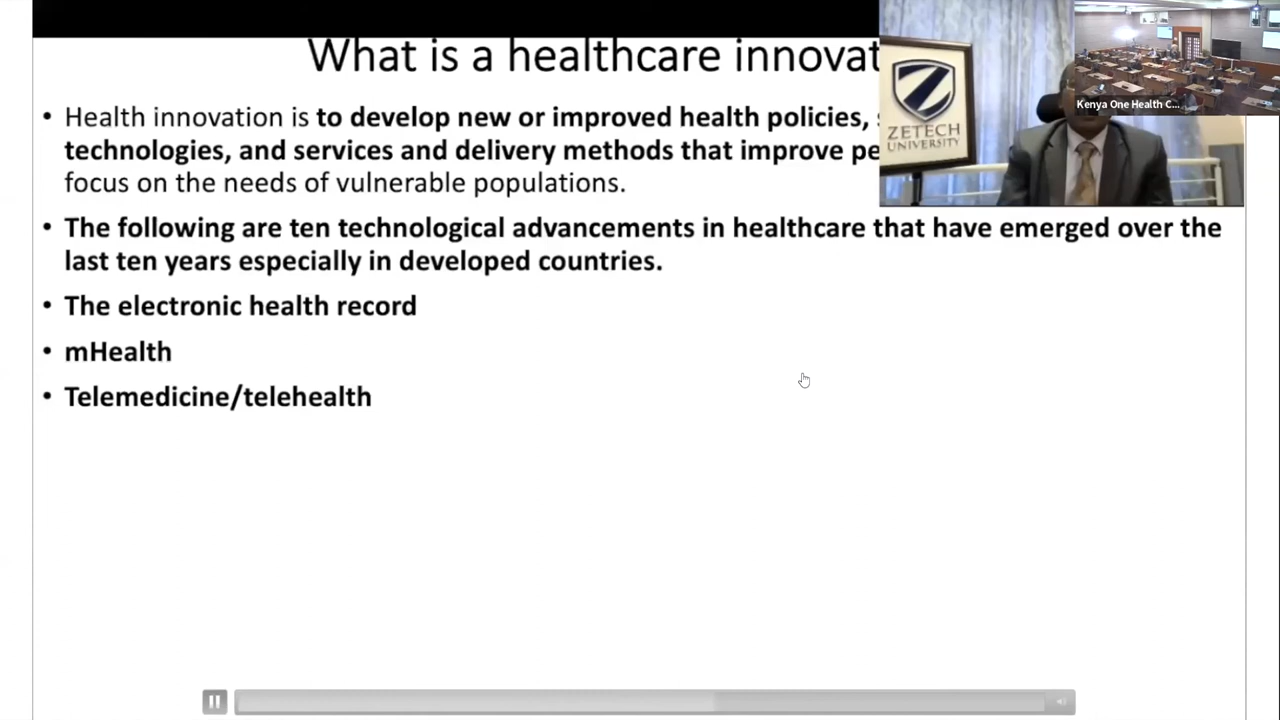 What is a healthcare innovat
• Health innovation is to develop new or improved health policies,
technologies, and services and delivery methods that improve pe
focus on the needs of vulnerable populations.
• The following are ten technological advancements in healthcare that have emerged over the
last ten years especially in developed countries.
• The electronic health record
• mHealth
• Telemedicine/telehealth
Z
ZETECH
UNIVERSITY
Kenya One Health C...